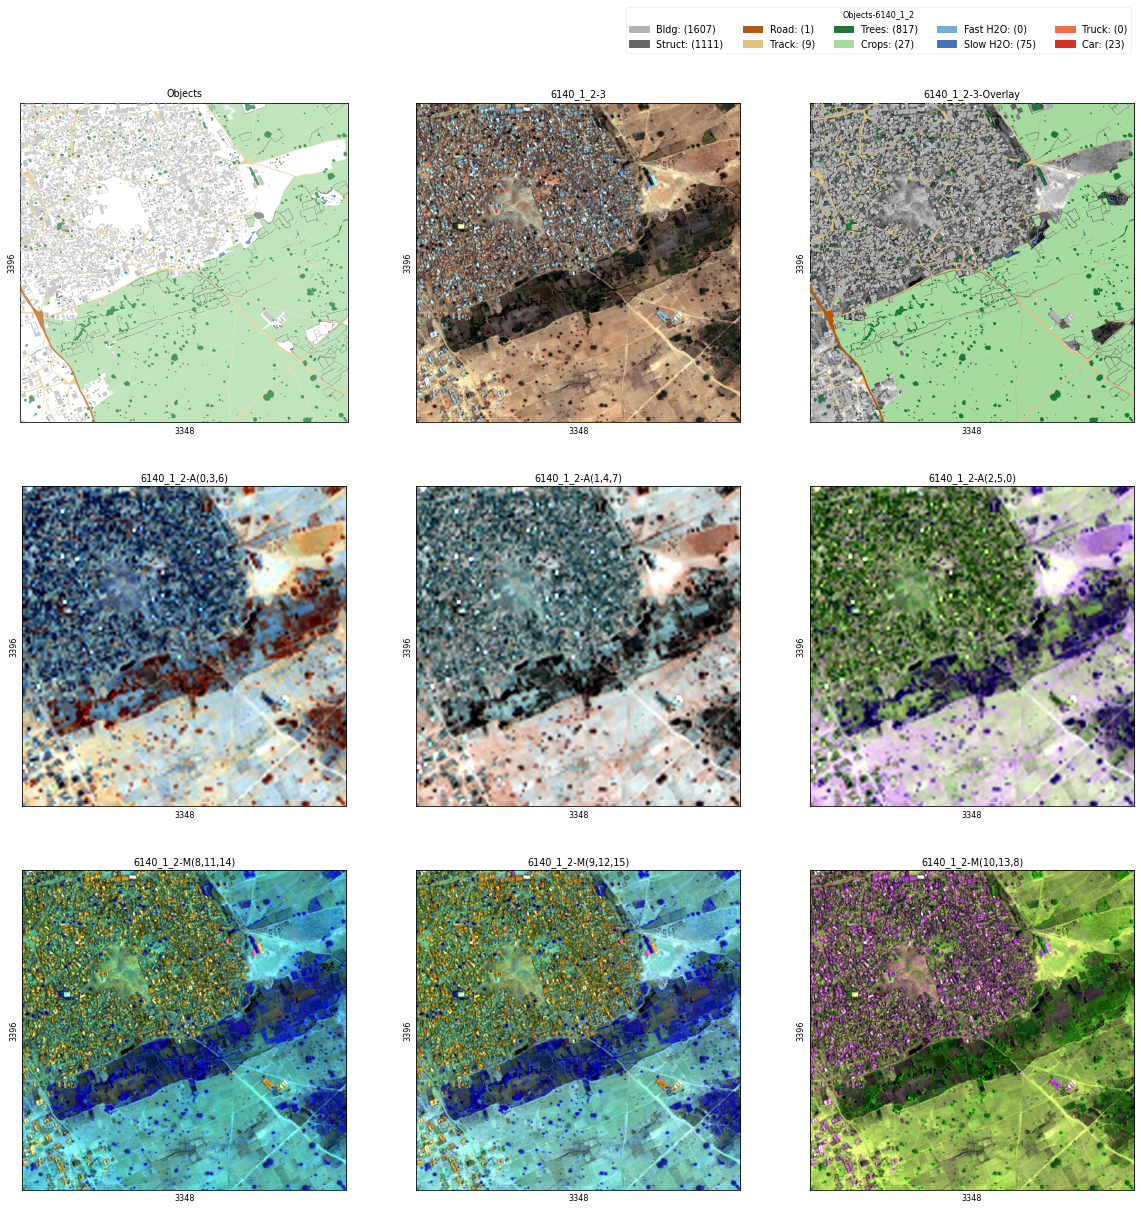 Objects-6140_1_2
Bldg: (1607) Road: (1) Trees: (817) Fast H2O: (0) Truck: (0)
Struct: (1111) Track: (9) Crops: (27) Slow H2O: (75) Car: (23)
Objects 6140_1_2-3 6140_1_2-3-Overlay
3396 3396 3396
3348 3348 3348
6140_1_2-A(0,3,6) 6140_1_2-A(1,4,7) 6140_1_2-A(2,5,0)
3396 3396 3396
3348 3348 3348
6140_1_2-M(8,11,14) 6140_1_2-M(9,12,15) 6140_1_2-M(10,13,8)
3396 3396 3396
3348 3348 3348